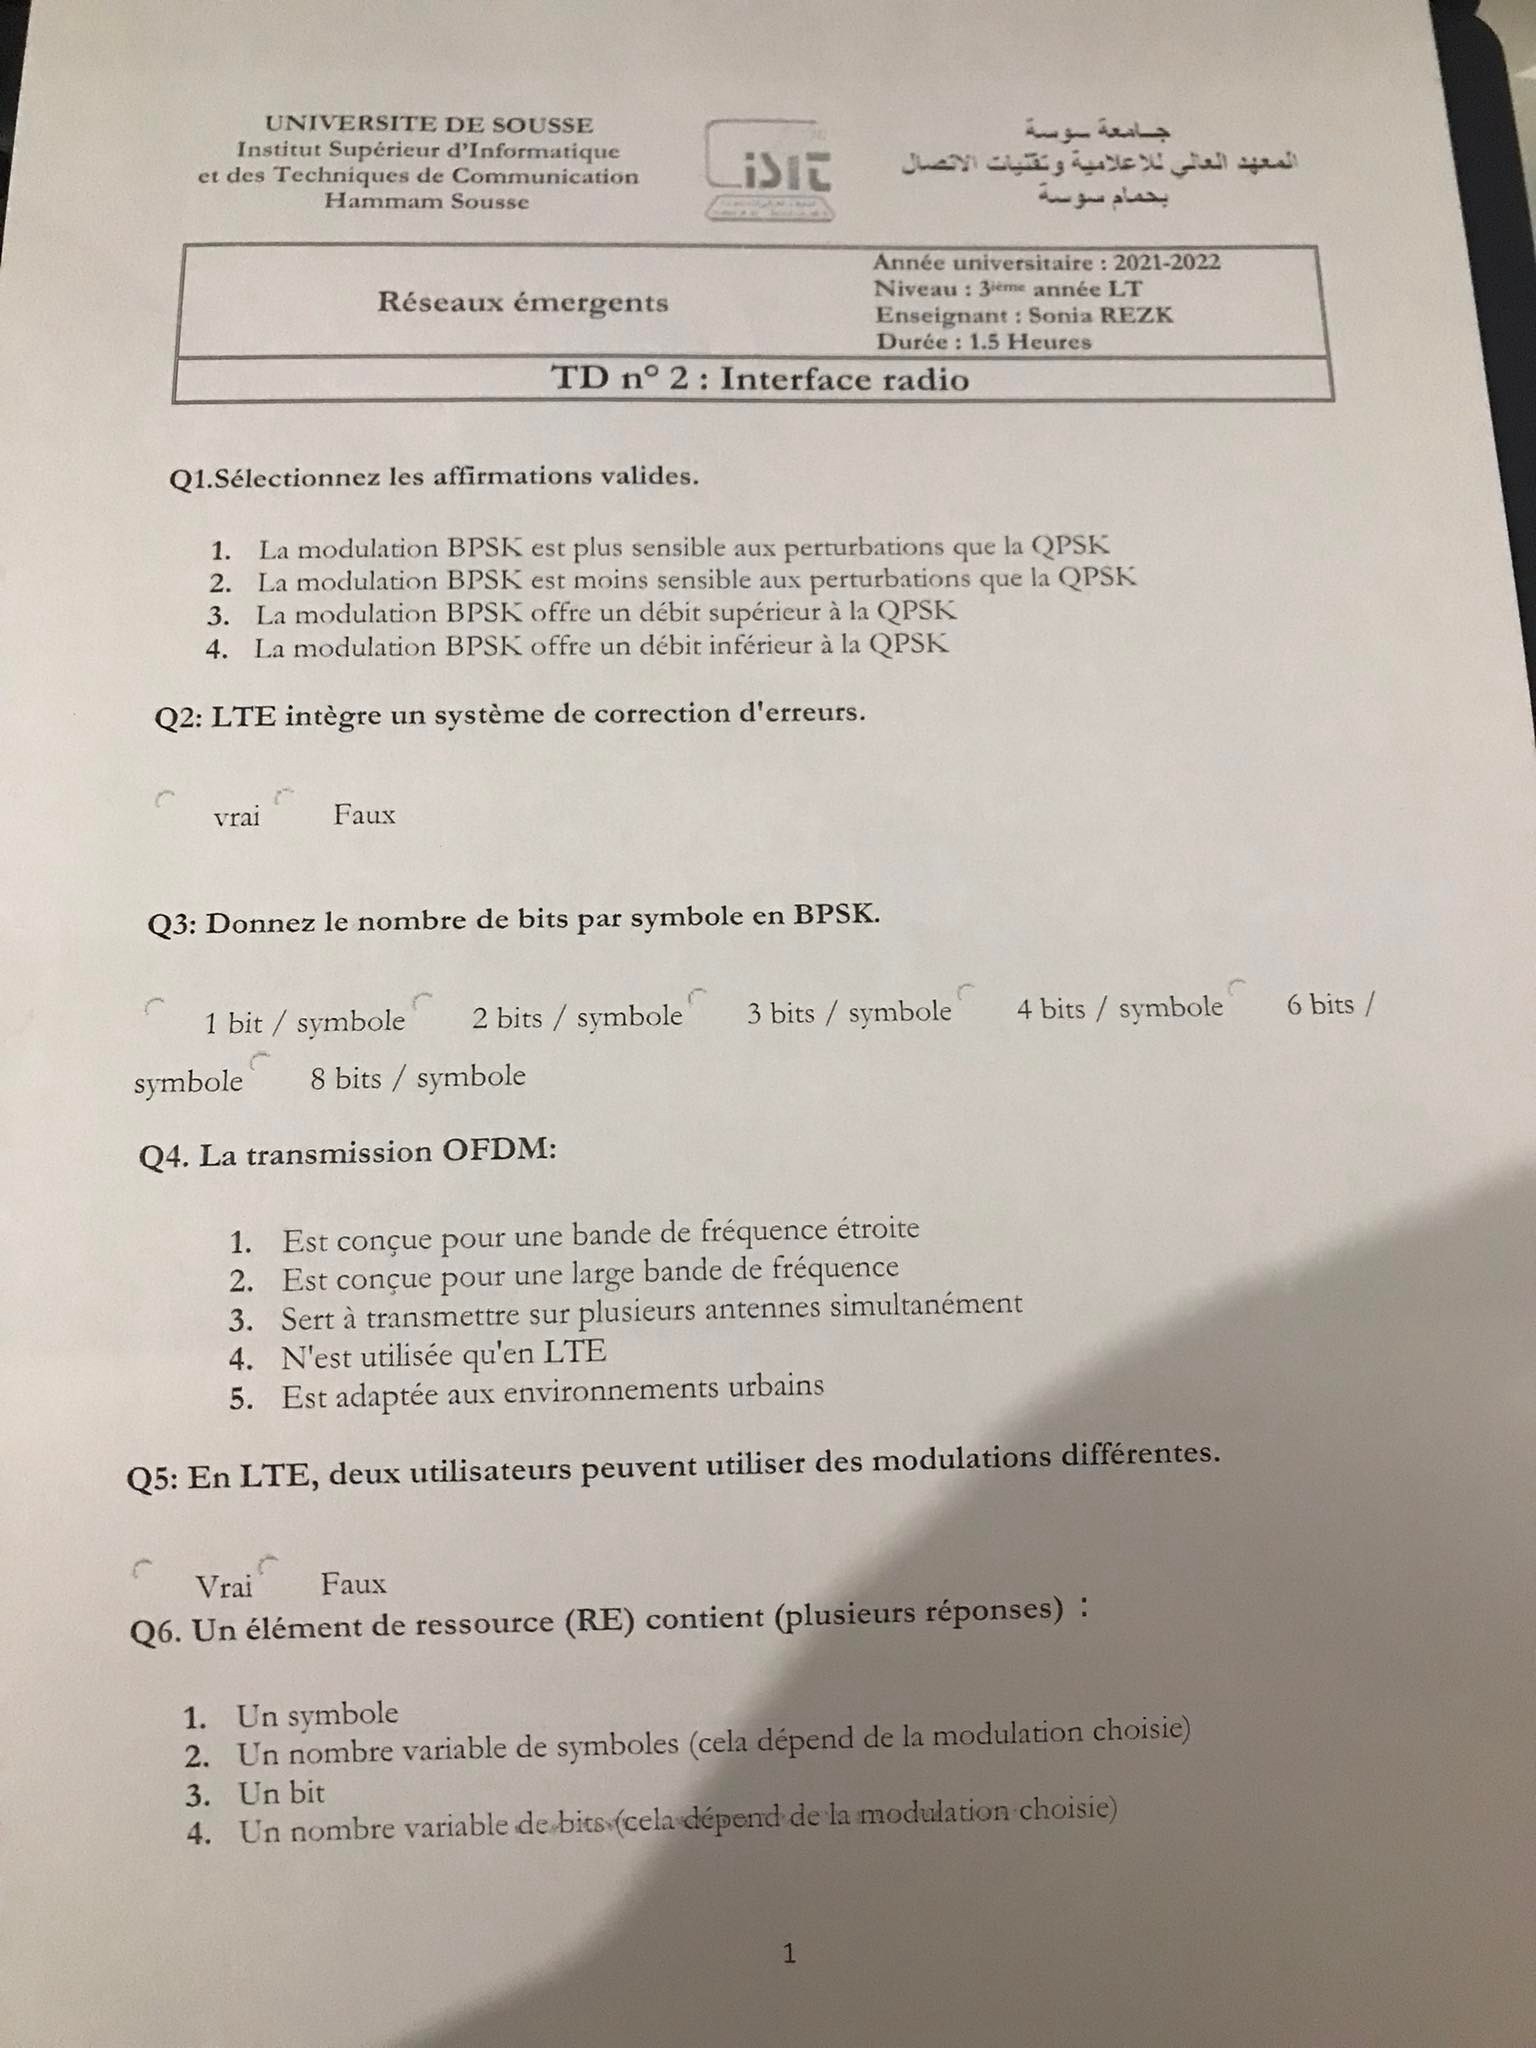 UNIVERSITE DE SOUSSE
Institut Supérieur d'Informatique
et des Techniques de Communication
Hammam Sousse
جامعة سوسة
المعهد العالي للإعلامية وتقنيات الاتصال
بحمام سوسة
Réseaux émergents
Année universitaire : 2021-2022
Niveau : 3ième année LT
Enseignant : Sonia REZK
Durée : 1.5 Heures
TD n° 2 : Interface radio
Q1.Sélectionnez les affirmations valides.
1. La modulation BPSK est plus sensible aux perturbations que la QPSK
2. La modulation BPSK est moins sensible aux perturbations que la QPSK
3. La modulation BPSK offre un débit supérieur à la QPSK
4. La modulation BPSK offre un débit inférieur à la QPSK
Q2: LTE intègre un système de correction d'erreurs.
vrai Faux
Q3: Donnez le nombre de bits par symbole en BPSK.
1 bit / symbole 2 bits / symbole 3 bits / symbole 4 bits / symbole 6 bits /
symbole 8 bits / symbole
Q4. La transmission OFDM:
1. Est conçue pour une bande de fréquence étroite
2. Est conçue pour une large bande de fréquence
3. Sert à transmettre sur plusieurs antennes simultanément
4. N'est utilisée qu'en LTE
5. Est adaptée aux environnements urbains
Q5: En LTE, deux utilisateurs peuvent utiliser des modulations différentes.
Vrai Faux
Q6. Un élément de ressource (RE) contient (plusieurs réponses) :
1. Un symbole
2. Un nombre variable de symboles (cela dépend de la modulation choisie)
3. Un bit
4. Un nombre variable de bits (cela dépend de la modulation choisie)
1